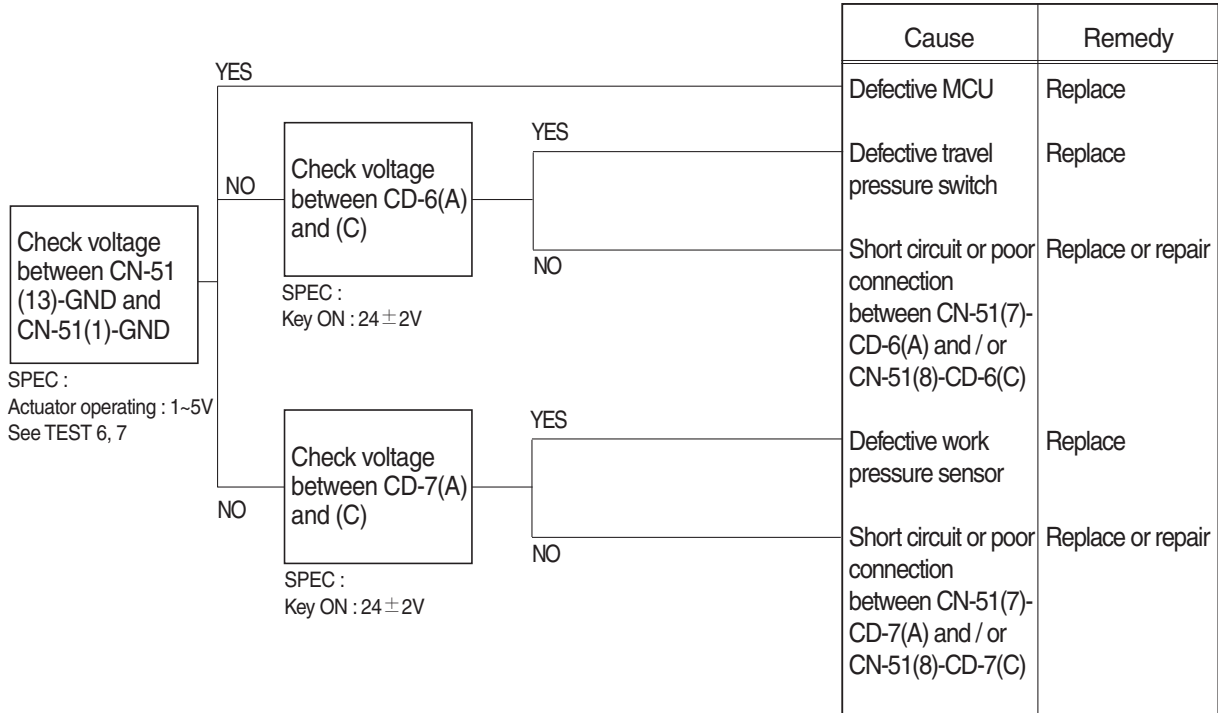 Cause
Remedy
YES
Defective MCU
Replace
YES
Defective travel
pressure switch
Replace
NO
Check voltage
between CD-6(A)
and (C)
SPEC :
Key ON : 24±2V
NO
Short circuit or poor
connection
between CN-51(7)-
CD-6(A) and / or
CN-51(8)-CD-6(C)
Replace or repair
Check voltage
between CN-51
(13)-GND and
CN-51(1)-GND
SPEC :
Actuator operating : 1~5V
See TEST 6, 7
YES
Defective work
pressure sensor
Replace
NO
Check voltage
between CD-7(A)
and (C)
SPEC :
Key ON : 24±2V
NO
Short circuit or poor
connection
between CN-51(7)-
CD-7(A) and / or
CN-51(8)-CD-7(C)
Replace or repair